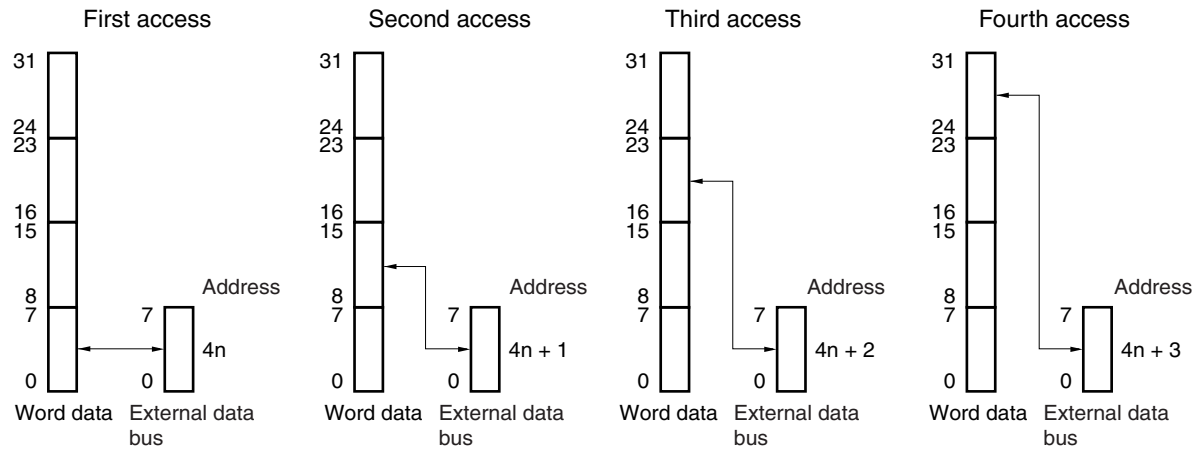 First access
31
24
23
16
15
8
7
0
Word data
7
0
Address
4n
External data
bus
Second access
31
24
23
16
15
8
7
0
Word data
7
0
Address
4n + 1
External data
bus
Third access
31
24
23
16
15
8
7
0
Word data
7
0
Address
4n + 2
External data
bus
Fourth access
31
24
23
16
15
8
7
0
Word data
7
0
Address
4n + 3
External data
bus